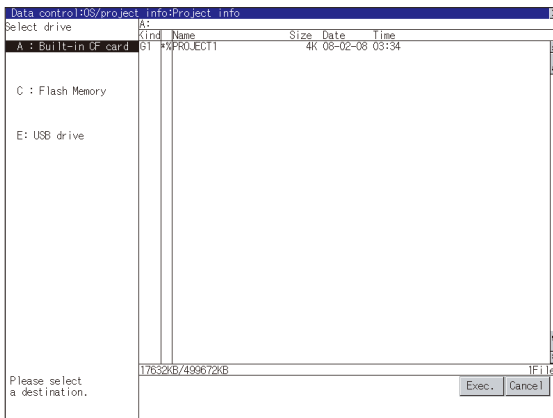 Data control:OS/project info:Project info
Select drive
A:
Kind Name Size Date Time
A : Built-in CF card
G1 *%PROJECT1 4K 08-02-08 03:34
C : Flash Memory
E: USB drive
17632KB/499672KB 1File
Please select
a destination.
Exec. Cancel